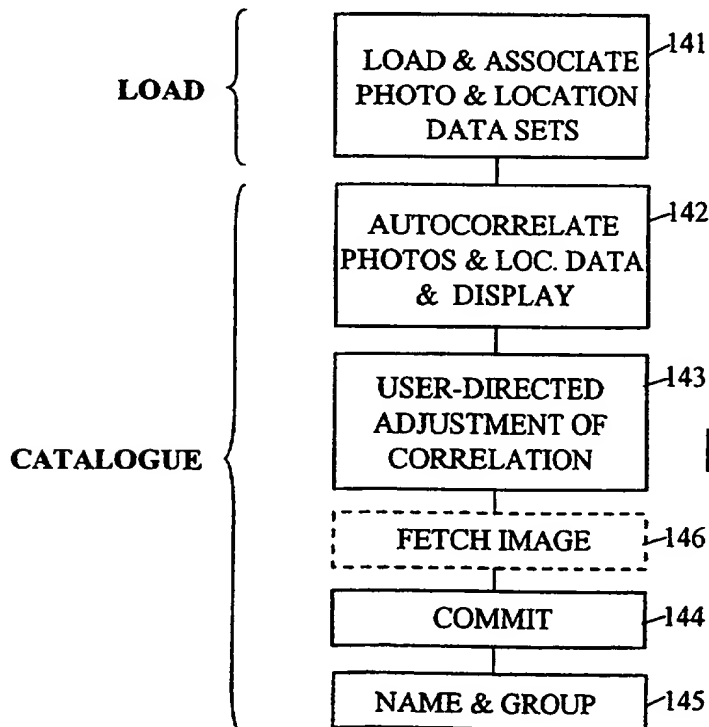 LOAD
LOAD & ASSOCIATE
PHOTO & LOCATION
DATA SETS
141
CATALOGUE
AUTOCORRELATE
PHOTOS & LOC. DATA
& DISPLAY
142
USER-DIRECTED
ADJUSTMENT OF
CORRELATION
143
FETCH IMAGE
146
COMMIT
144
NAME & GROUP
145